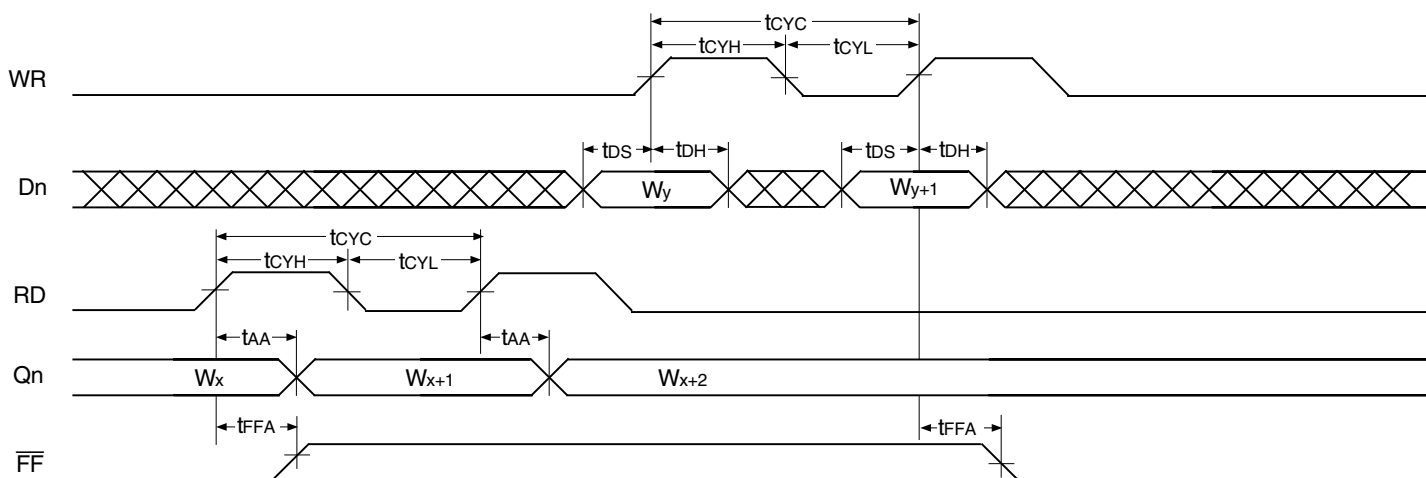 tCYC
tCYH tCYL
WR
tDS tDH tDS tDH
Dn Wy Wy+1
tCYC
tCYH tCYL
RD
tAA tAA
Qn Wx Wx+1 Wx+2
tFFA tFFA
F̅F̅